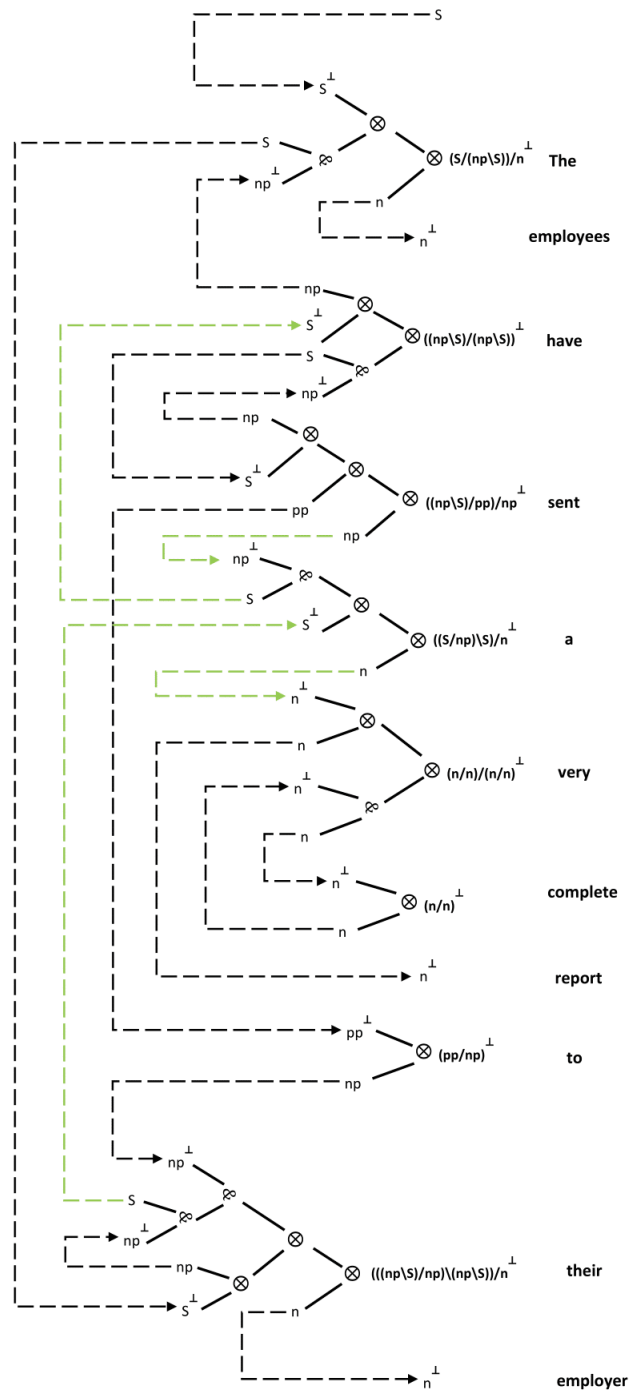 S
S⊥
⊗
S
⅋
⊗ (S/(np\S))/n⊥ The
np⊥
n
n⊥ employees
np
⊗
S⊥
⊗ ((np\S)/(np\S))⊥ have
S
⅋
np⊥
np
⊗
⊗
S⊥
⊗ ((np\S)/pp)/np⊥ sent
pp
np
np⊥
⅋
S
⊗
S⊥
⊗ ((S/np)\S)/n⊥ a
n
n⊥
⊗
n
⊗ (n/n)/(n/n)⊥ very
n⊥
⅋
n
n⊥
⊗ (n/n)⊥ complete
n
n⊥ report
pp⊥
⊗ (pp/np)⊥ to
np
np⊥
⅋
S
⅋
np⊥
⊗
np
⊗ (((np\S)/np)\(np\S))/n⊥ their
⊗
S⊥
n
n⊥ employer